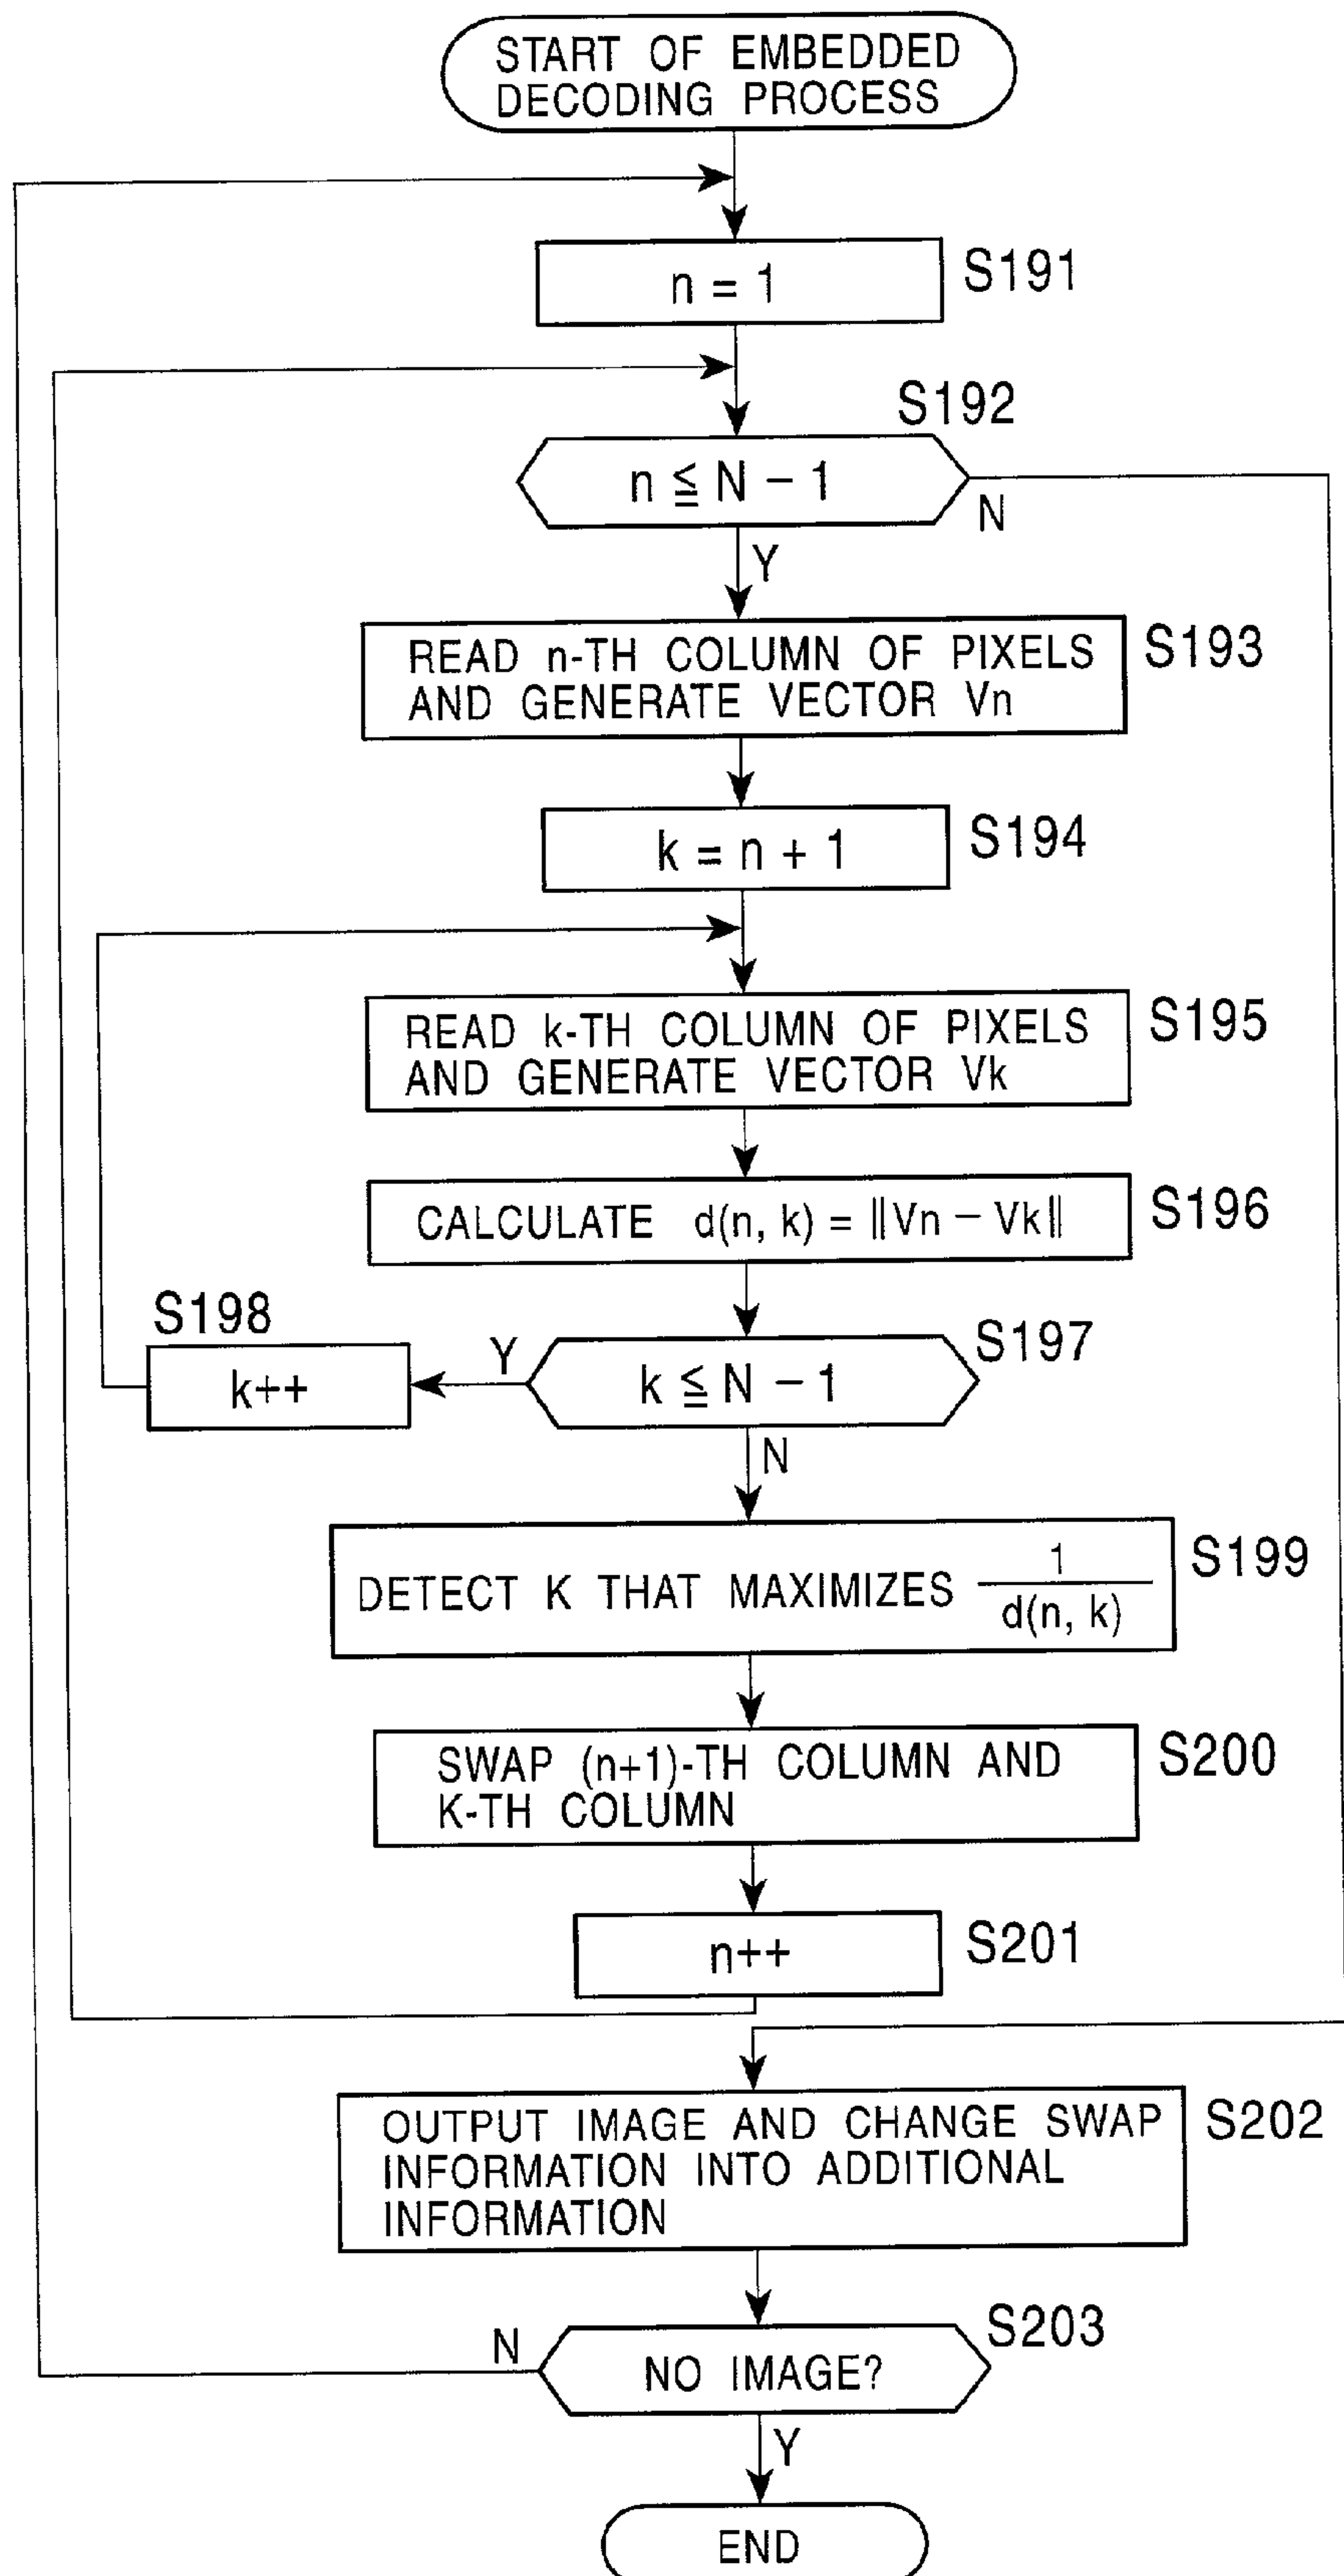 START OF EMBEDDED
DECODING PROCESS
n = 1
S191
S192
n ≦ N − 1
N
Y
READ n-TH COLUMN OF PIXELS
AND GENERATE VECTOR Vn
S193
k = n + 1
S194
READ k-TH COLUMN OF PIXELS
AND GENERATE VECTOR Vk
S195
CALCULATE d(n, k) = ||Vn − Vk||
S196
S198
k++
Y
k ≦ N − 1
S197
N
DETECT K THAT MAXIMIZES 1 / d(n, k)
S199
SWAP (n+1)-TH COLUMN AND
K-TH COLUMN
S200
n++
S201
OUTPUT IMAGE AND CHANGE SWAP
INFORMATION INTO ADDITIONAL
INFORMATION
S202
N
NO IMAGE?
S203
Y
END